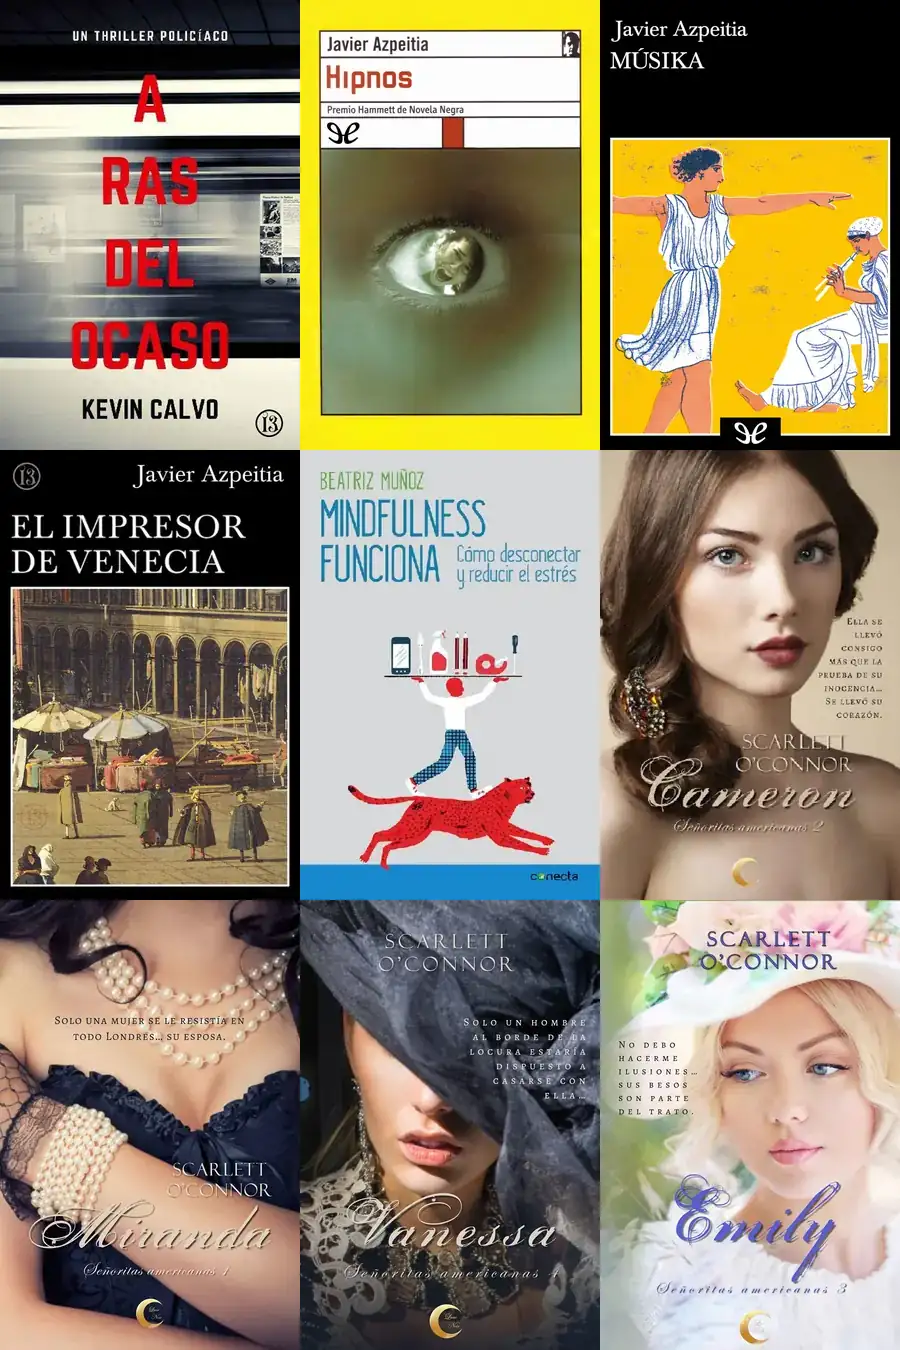 UN THRILLER POLICÍACO
A
RAS
DEL
OCASO
KEVIN CALVO
13
Javier Azpeitia
Hıpnos
Premio Hammett de Novela Negra
Javier Azpeitia
MÚSIKA
13
Javier Azpeitia
EL IMPRESOR
DE VENECIA
BEATRIZ MUÑOZ
MINDFULNESS
FUNCIONA
Cómo desconectar
y reducir el estrés
conecta
ELLA SE
LLEVÓ
CONSIGO
MÁS QUE LA
PRUEBA DE SU
INOCENCIA...
SE LLEVÓ SU
CORAZÓN.
SCARLETT
O'CONNOR
Cameron
Señoritas americanas 2
SOLO UNA MUJER SE LE RESISTÍA EN
TODO LONDRES... SU ESPOSA.
SCARLETT
O'CONNOR
Miranda
Señoritas americanas 1
SCARLETT
O'CONNOR
SOLO UN HOMBRE
AL BORDE DE LA
LOCURA ESTARÍA
DISPUESTO A
CASARSE CON
ELLA...
Vanessa
Señoritas americanas 4
SCARLETT
O'CONNOR
NO DEBO
HACERME
ILUSIONES...
SUS BESOS
SON PARTE
DEL TRATO.
Emily
Señoritas americanas 3